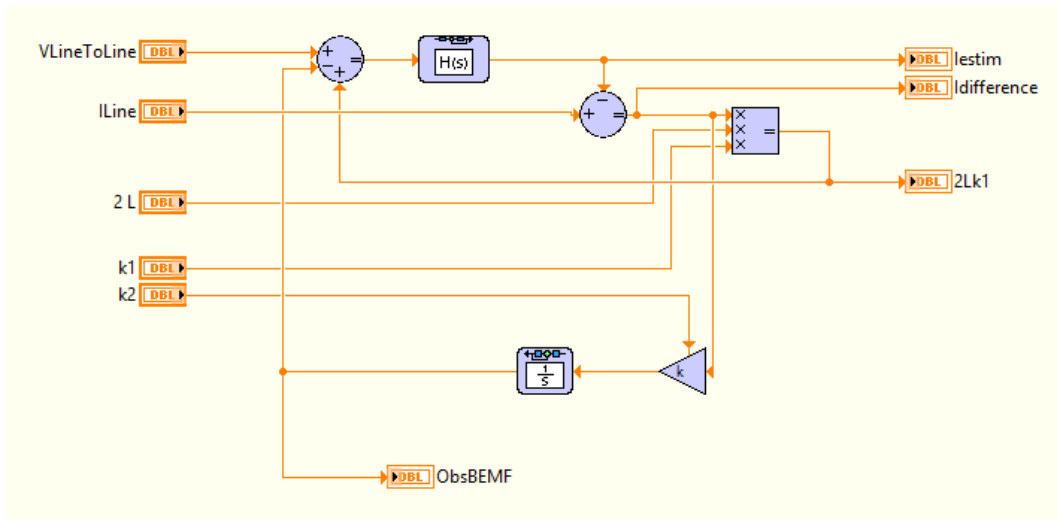 VLineToLine DBL
+
−
+
=
H(s)
DBL Iestim
DBL Idifference
ILine DBL
−
+
=
×
×
×
=
2 L DBL
DBL 2Lk1
k1 DBL
k2 DBL
1
s
k
DBL ObsBEMF